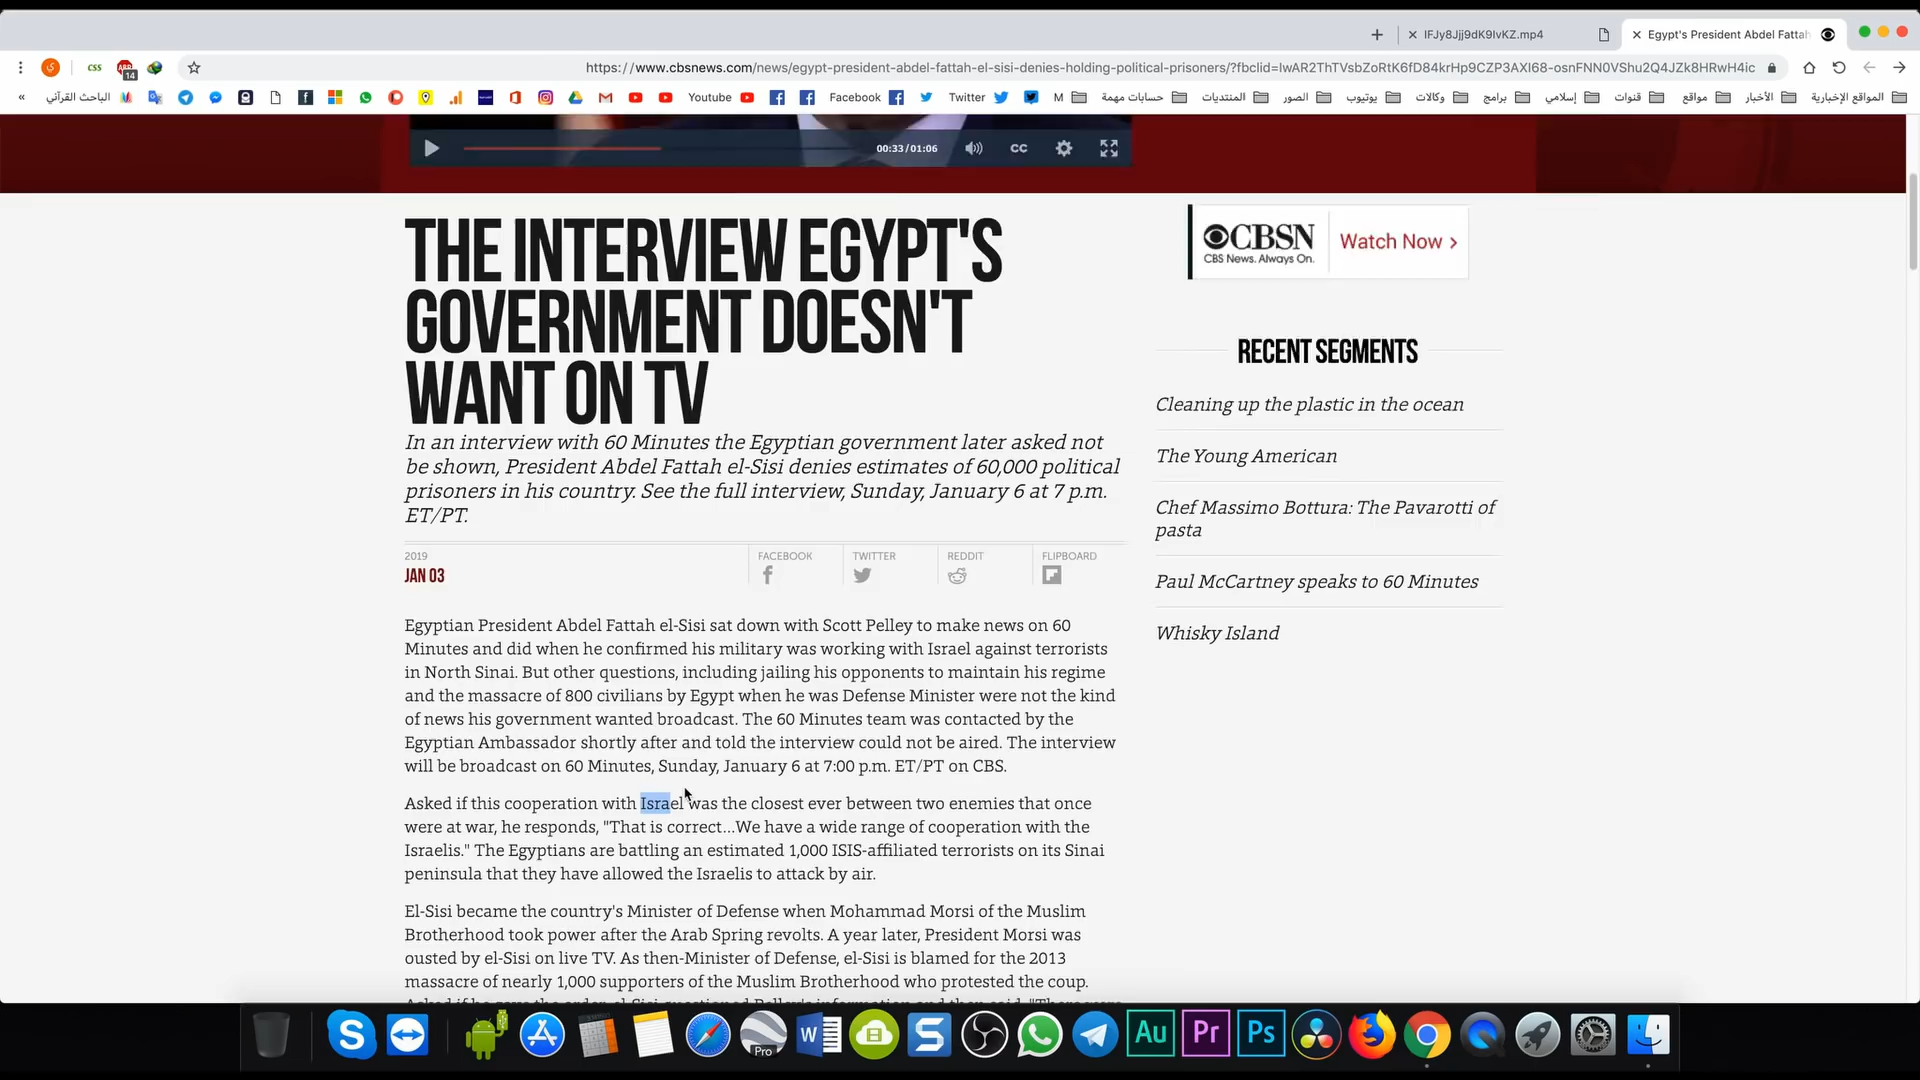 IFJy8Jjj9dK9lvKZ.mp4
Egypt's President Abdel Fattah
https://www.cbsnews.com/news/egypt-president-abdel-fattah-el-sisi-denies-holding-political-prisoners/?fbclid=IwAR2ThTVsbZoRtK6fD84krHp9CZP3AXI68-osnFNN0VShu2Q4JZk8HRwH4ic
css
14
الباحث القرآني
Youtube
Facebook
Twitter
M
حسابات مهمة
المنتديات
الصور
يوتيوب
وكالات
برامج
إسلامي
قنوات
مواقع
الأخبار
المواقع الإخبارية
00:33/01:06
CC
THE INTERVIEW EGYPT'S
GOVERNMENT DOESN'T
WANT ON TV
In an interview with 60 Minutes the Egyptian government later asked not
be shown, President Abdel Fattah el-Sisi denies estimates of 60,000 political
prisoners in his country. See the full interview, Sunday, January 6 at 7 p.m.
ET/PT.
2019
JAN 03
FACEBOOK
TWITTER
REDDIT
FLIPBOARD
Egyptian President Abdel Fattah el-Sisi sat down with Scott Pelley to make news on 60
Minutes and did when he confirmed his military was working with Israel against terrorists
in North Sinai. But other questions, including jailing his opponents to maintain his regime
and the massacre of 800 civilians by Egypt when he was Defense Minister were not the kind
of news his government wanted broadcast. The 60 Minutes team was contacted by the
Egyptian Ambassador shortly after and told the interview could not be aired. The interview
will be broadcast on 60 Minutes, Sunday, January 6 at 7:00 p.m. ET/PT on CBS.
Asked if this cooperation with Israel was the closest ever between two enemies that once
were at war, he responds, "That is correct...We have a wide range of cooperation with the
Israelis." The Egyptians are battling an estimated 1,000 ISIS-affiliated terrorists on its Sinai
peninsula that they have allowed the Israelis to attack by air.
El-Sisi became the country's Minister of Defense when Mohammad Morsi of the Muslim
Brotherhood took power after the Arab Spring revolts. A year later, President Morsi was
ousted by el-Sisi on live TV. As then-Minister of Defense, el-Sisi is blamed for the 2013
massacre of nearly 1,000 supporters of the Muslim Brotherhood who protested the coup.
CBSN
CBS News. Always On.
Watch Now >
RECENT SEGMENTS
Cleaning up the plastic in the ocean
The Young American
Chef Massimo Bottura: The Pavarotti of
pasta
Paul McCartney speaks to 60 Minutes
Whisky Island
Pro
W
S
Au
Pr
Ps